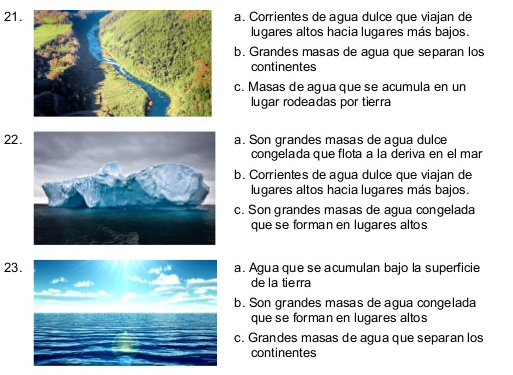 21.
a. Corrientes de agua dulce que viajan de
lugares altos hacia lugares más bajos.
b. Grandes masas de agua que separan los
continentes
c. Masas de agua que se acumula en un
lugar rodeadas por tierra
22.
a. Son grandes masas de agua dulce
congelada que flota a la deriva en el mar
b. Corrientes de agua dulce que viajan de
lugares altos hacia lugares más bajos.
c. Son grandes masas de agua congelada
que se forman en lugares altos
23.
a. Agua que se acumulan bajo la superficie
de la tierra
b. Son grandes masas de agua congelada
que se forman en lugares altos
c. Grandes masas de agua que separan los
continentes